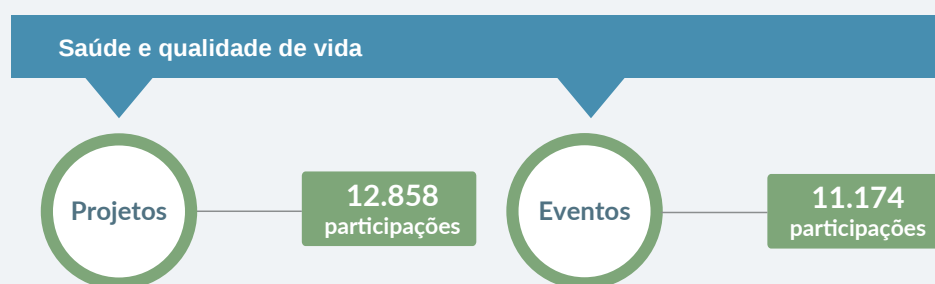 Saúde e qualidade de vida
Projetos
12.858
participações
Eventos
11.174
participações